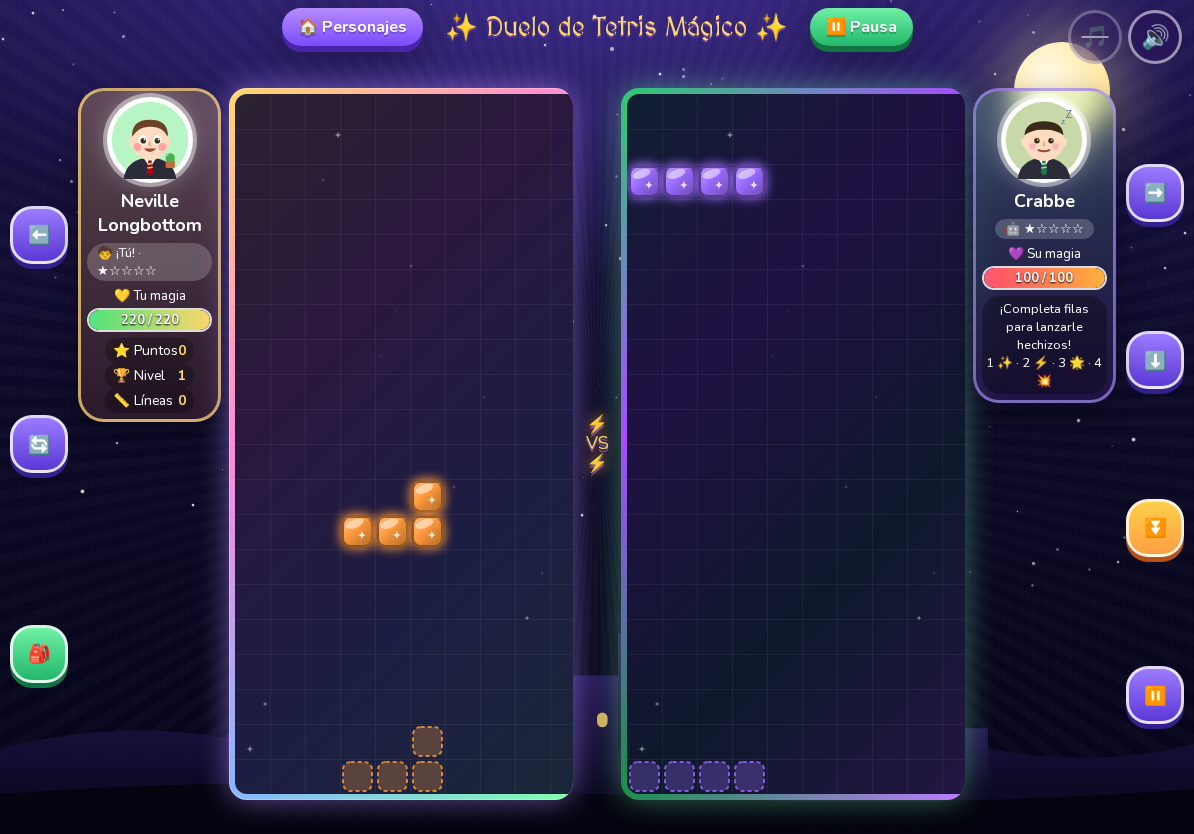 🏠 Personajes
✨ Duelo de Tetris Mágico ✨
⏸️ Pausa
Neville
Longbottom
🧒 ¡Tú! ·
★☆☆☆☆
💛 Tu magia
220 / 220
⭐ Puntos 0
🏆 Nivel 1
📏 Líneas 0
⚡
VS
⚡
Z
z
Crabbe
🤖 ★☆☆☆☆
💜 Su magia
100 / 100
¡Completa filas
para lanzarle
hechizos!
1 ✨ · 2 ⚡ · 3 🌟 · 4
💥